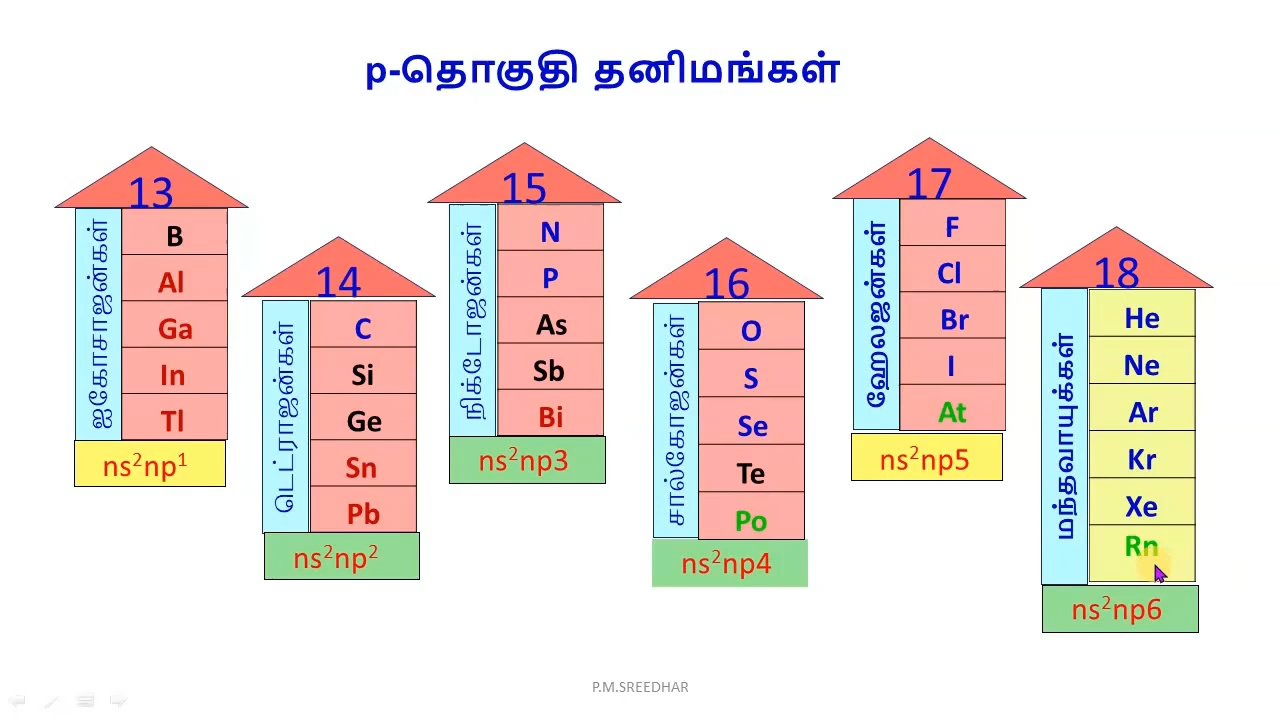 p-தொகுதி தனிமங்கள்
13
ஐகோசாஜன்கள்
B
Al
Ga
In
Tl
ns²np¹
14
டெட்ராஜன்கள்
C
Si
Ge
Sn
Pb
ns²np²
15
நிக்டோஜன்கள்
N
P
As
Sb
Bi
ns²np3
16
சால்கோஜன்கள்
O
S
Se
Te
Po
ns²np4
17
ஹேலஜன்கள்
F
Cl
Br
I
At
ns²np5
18
மந்தவாயுக்கள்
He
Ne
Ar
Kr
Xe
Rn
ns²np6
P.M.SREEDHAR